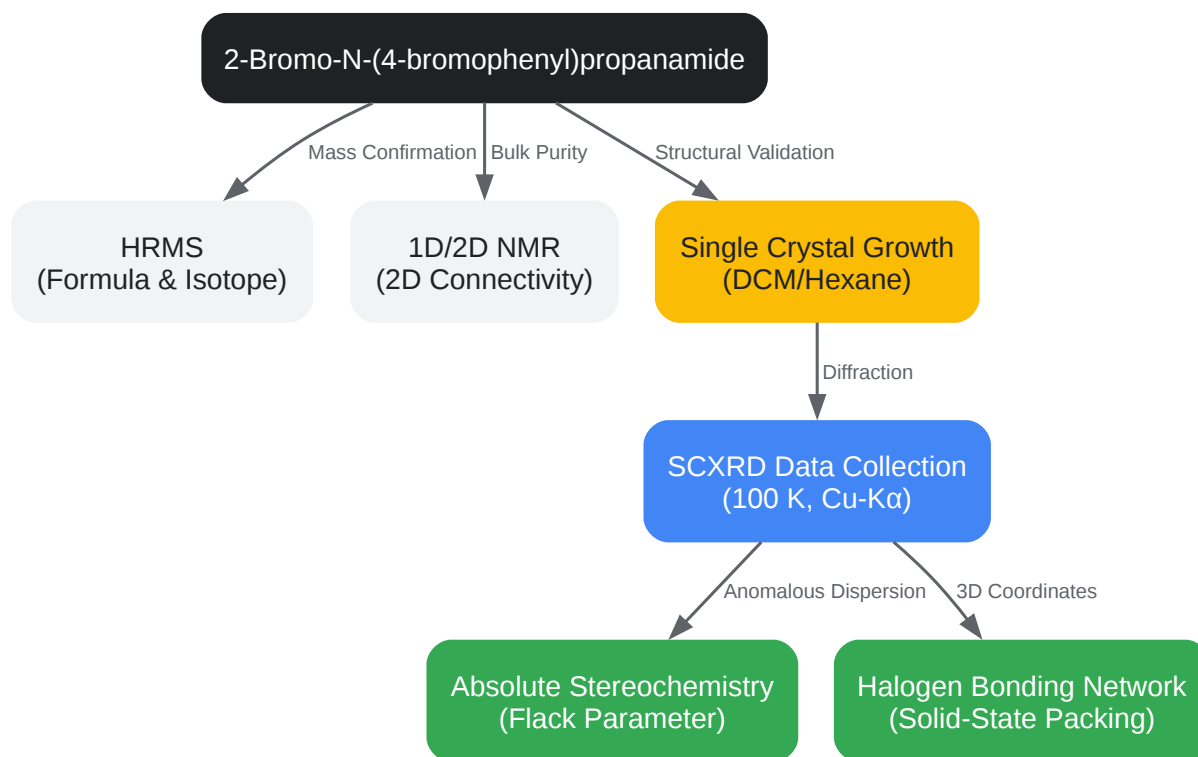 2-Bromo-N-(4-bromophenyl)propanamide
Mass Confirmation
Bulk Purity
Structural Validation
HRMS
(Formula & Isotope)
1D/2D NMR
(2D Connectivity)
Single Crystal Growth
(DCM/Hexane)
Diffraction
SCXRD Data Collection
(100 K, Cu-Kα)
Anomalous Dispersion
3D Coordinates
Absolute Stereochemistry
(Flack Parameter)
Halogen Bonding Network
(Solid-State Packing)